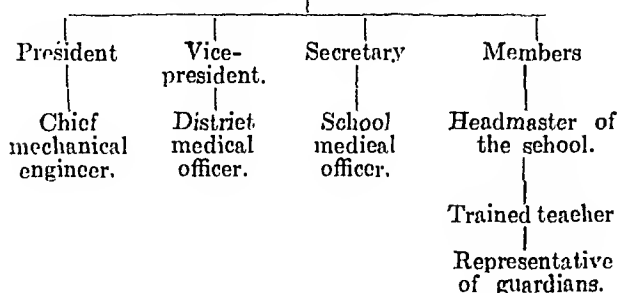 President
Vice-
president.
Secretary
Members
Chief
mechanical
engineer.
District
medical
officer.
School
medical
officer.
Headmaster of
the school.
Trained teacher
Representative
of guardians.